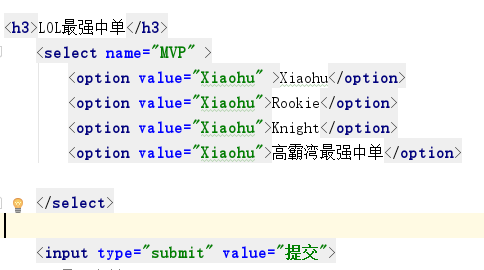 <h3>LOL最强中单</h3>
<select name="MVP" >
<option value="Xiaohu" >Xiaohu</option>
<option value="Xiaohu">Rookie</option>
<option value="Xiaohu">Knight</option>
<option value="Xiaohu">高霸湾最强中单</option>
</select>
<input type="submit" value="提交">